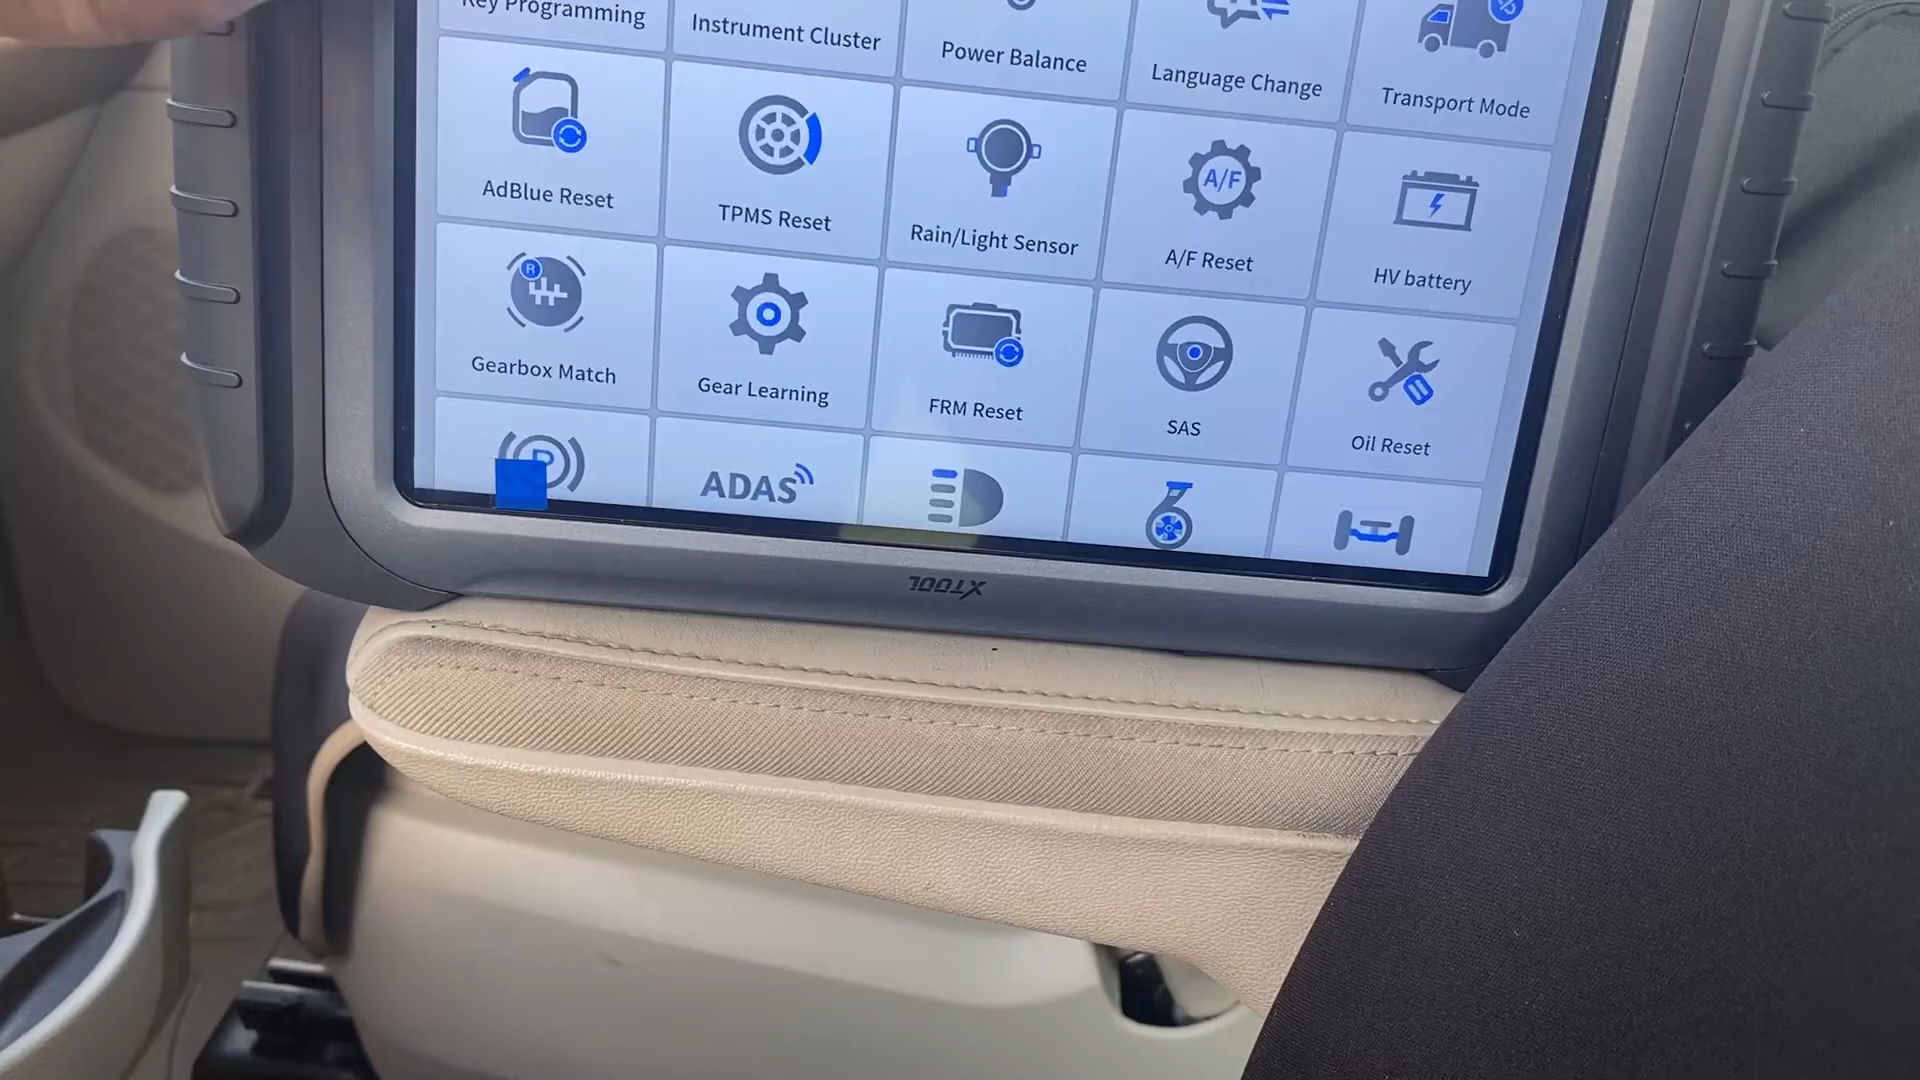 Key Programming
Instrument Cluster
Power Balance
Language Change
Transport Mode
AdBlue Reset
TPMS Reset
Rain/Light Sensor
A/F
A/F Reset
HV battery
R
Gearbox Match
Gear Learning
FRM Reset
SAS
Oil Reset
P
ADAS
XTOOL